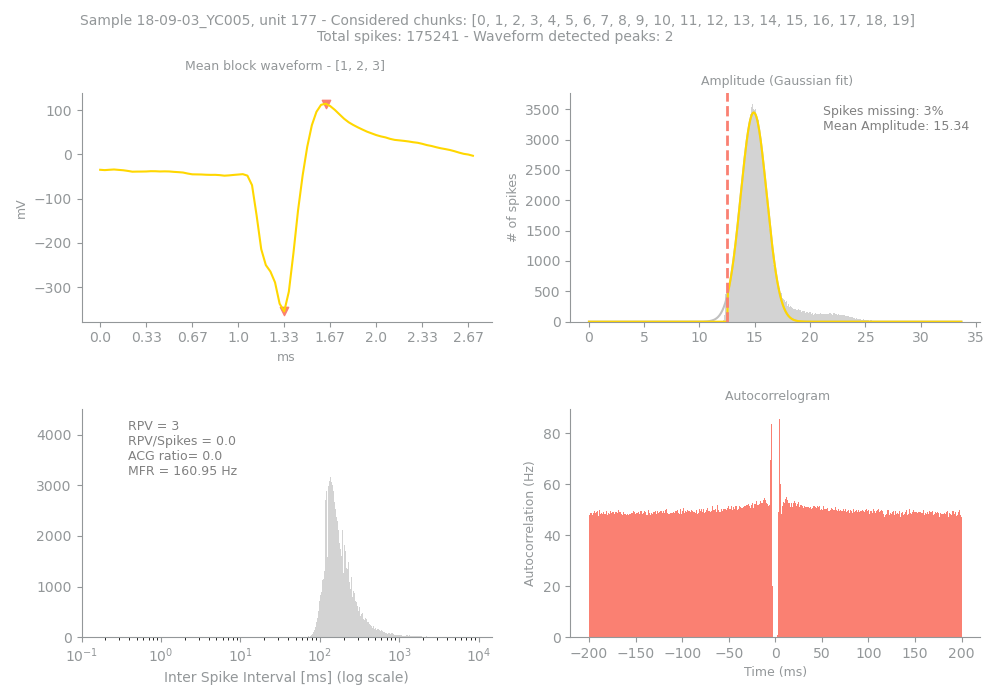 Sample 18-09-03_YC005, unit 177 - Considered chunks: [0, 1, 2, 3, 4, 5, 6, 7, 8, 9, 10, 11, 12, 13, 14, 15, 16, 17, 18, 19]
Total spikes: 175241 - Waveform detected peaks: 2
Mean block waveform - [1, 2, 3]
100
0
−100
−200
−300
mV
0.0 0.33 0.67 1.0 1.33 1.67 2.0 2.33 2.67
ms
Amplitude (Gaussian fit)
Spikes missing: 3%
Mean Amplitude: 15.34
3500
3000
2500
2000
1500
1000
500
0
# of spikes
0 5 10 15 20 25 30 35
RPV = 3
RPV/Spikes = 0.0
ACG ratio= 0.0
MFR = 160.95 Hz
4000
3000
2000
1000
0
10−1 100 101 102 103 104
Inter Spike Interval [ms] (log scale)
Autocorrelogram
80
60
40
20
0
Autocorrelation (Hz)
−200 −150 −100 −50 0 50 100 150 200
Time (ms)